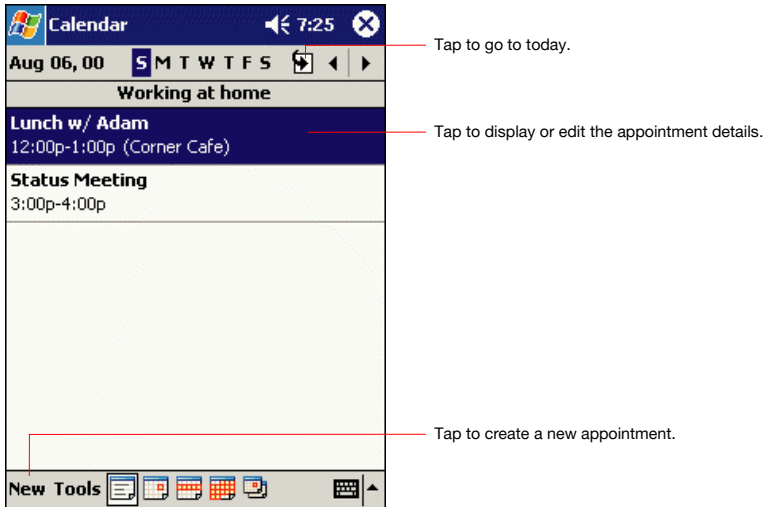 Calendar 7:25
Tap to go to today.
Aug 06, 00 S M T W T F S
Working at home
Lunch w/ Adam
Tap to display or edit the appointment details.
12:00p-1:00p (Corner Cafe)
Status Meeting
3:00p-4:00p
Tap to create a new appointment.
New Tools